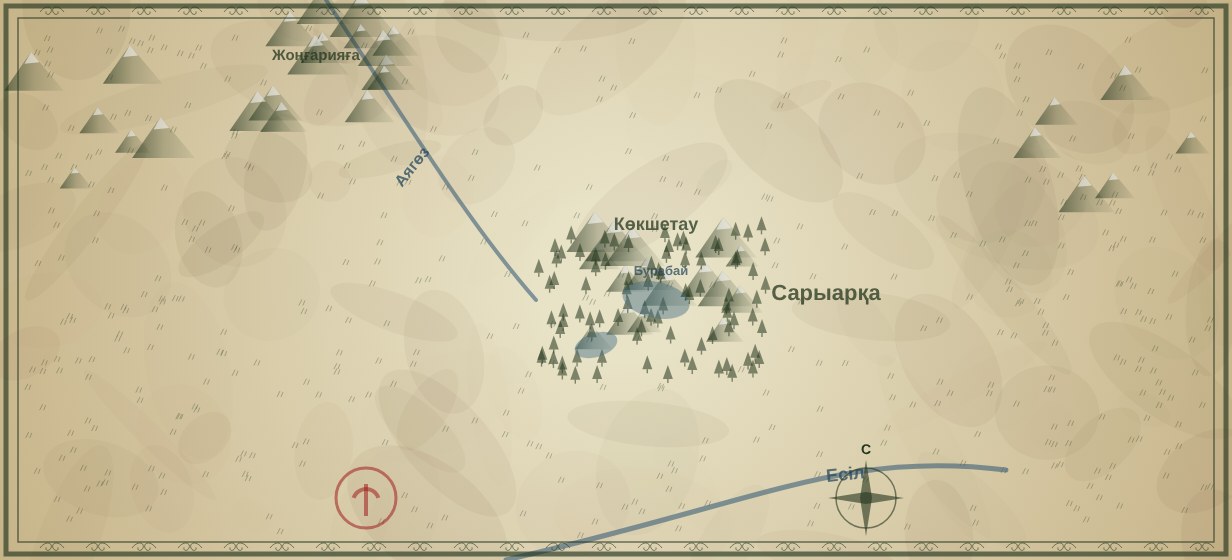 Жоңғарияға
Аягөз
Көкшетау
Бурабай
Сарыарқа
С
Есіл